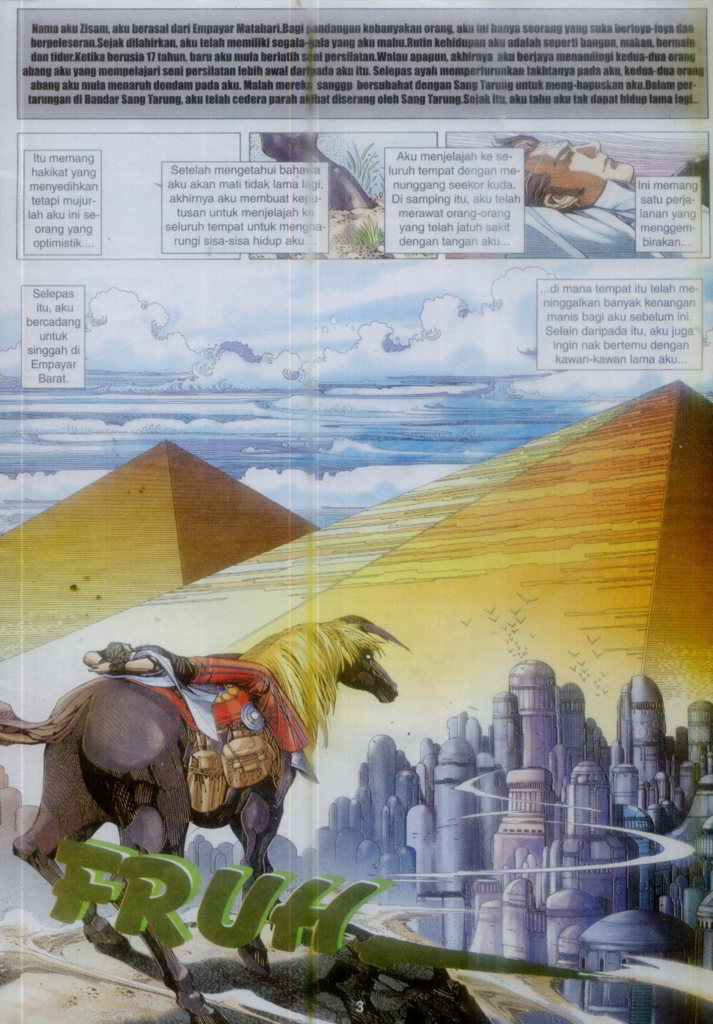 Nama aku Zisam, aku berasal dari Empayar Matahari.Bagi pandangan kebanyakan orang, aku ini hanya seorang yang suka berfoya-foya dan
berpeleseran.Sejak dilahirkan, aku telah memiliki segala-gala yang aku mahu.Rutin kehidupan aku adalah seperti bangun, makan, bermain
dan tidur.Ketika berusia 17 tahun, baru aku mula berlatih seni persilatan.Walau apapun, akhirnya aku berjaya menandingi kedua-dua orang
abang aku yang mempelajari seni persilatan lebih awal daripada aku itu. Selepas ayah memperturunkan takhtanya pada aku, kedua-dua orang
abang aku mula menaruh dendam pada aku. Malah mereka sanggp bersubahat dengan Sang Tarung untuk meng-hapuskan aku.Dalam per-
tarungan di Bandar Sang Tarung, aku telah cedera parah akibat diserang oleh Sang Tarung.Sejak itu, aku tahu aku tak dapat hidup lama lagi...
Itu memang
hakikat yang
menyedihkan
tetapi mujur-
lah aku ini se-
orang yang
optimistik....
Setelah mengetahui bahawa
aku akan mati tidak lama lagi,
akhirnya aku membuat kepu-
tusan untuk menjelajah ke
seluruh tempat untuk mengha-
rungi sisa-sisa hidup aku...
Aku menjelajah ke se-
luruh tempat dengan me-
nunggang seekor kuda.
Di samping itu, aku telah
merawat orang-orang
yang telah jatuh sakit
dengan tangan aku...
Ini memang
satu perja-
lanan yang
menggem-
birakan....
Selepas
itu, aku
bercadang
untuk
singgah di
Empayar
Barat.
...di mana tempat itu telah me-
ninggalkan banyak kenangan
manis bagi aku sebelum ini.
Selain daripada itu, aku juga
ingin nak bertemu dengan
kawan-kawan lama aku...
FRUH
3